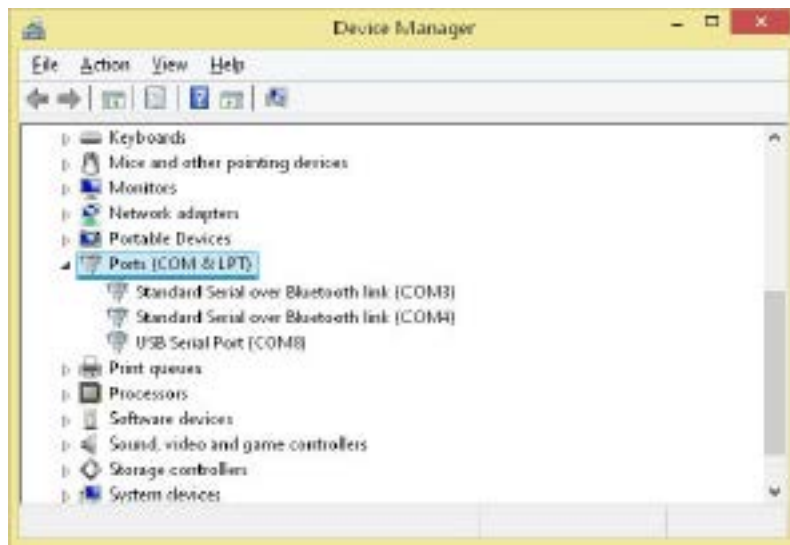 Device Manager
File Action View Help
Keyboards
Mice and other pointing devices
Monitors
Network adapters
Portable Devices
Ports (COM & LPT)
Standard Serial over Bluetooth link (COM3)
Standard Serial over Bluetooth link (COM4)
USB Serial Port (COM8)
Print queues
Processors
Software devices
Sound, video and game controllers
Storage controllers
System devices